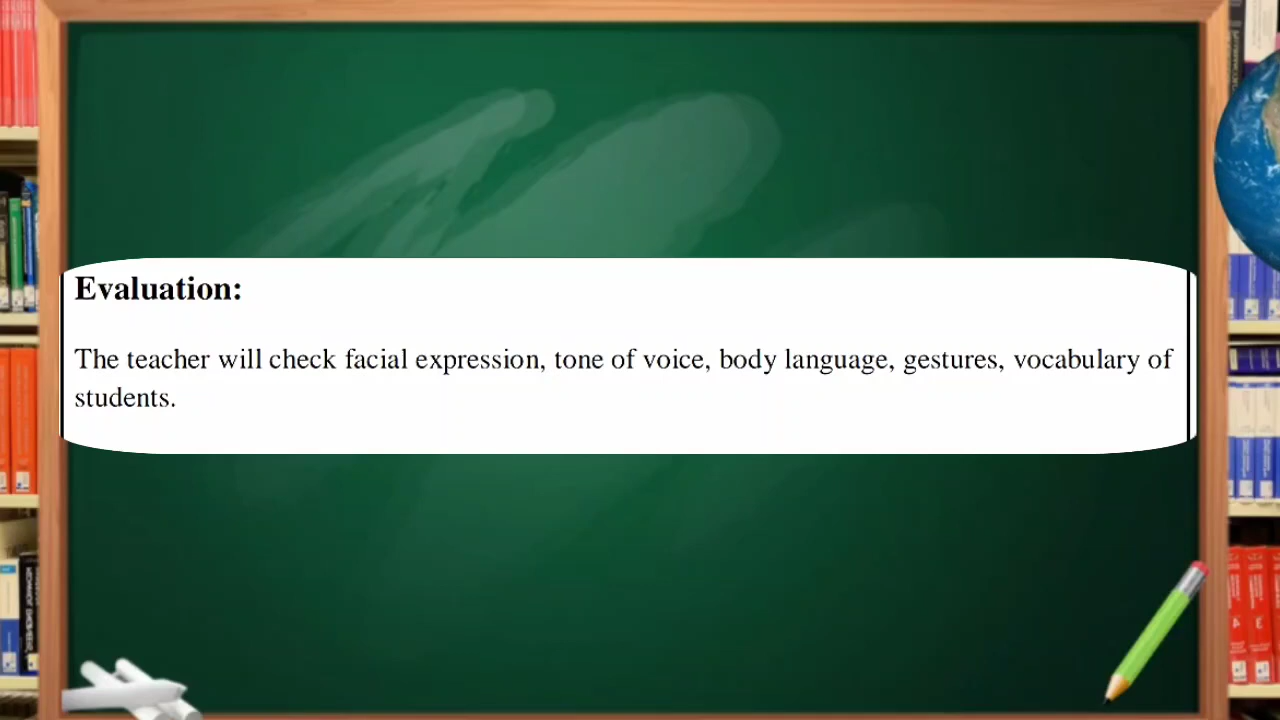 Evaluation:
The teacher will check facial expression, tone of voice, body language, gestures, vocabulary of
students.